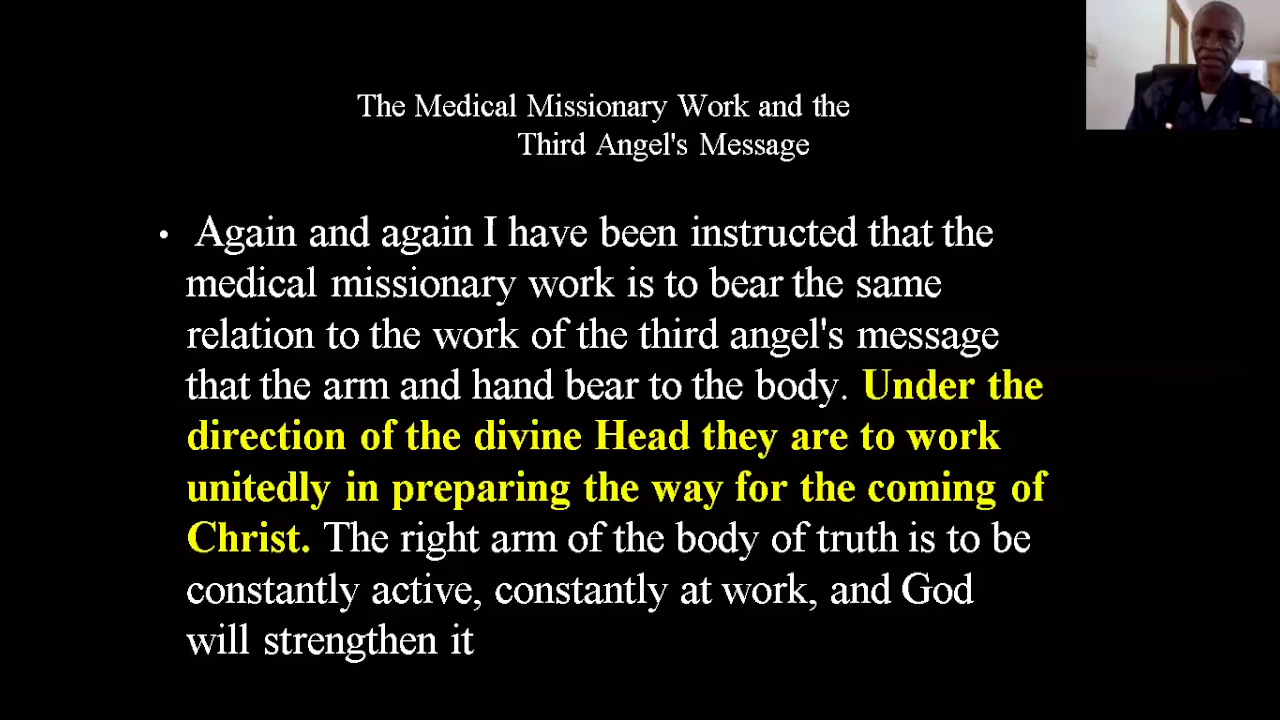 The Medical Missionary Work and the
Third Angel's Message
• Again and again I have been instructed that the
medical missionary work is to bear the same
relation to the work of the third angel's message
that the arm and hand bear to the body. Under the
direction of the divine Head they are to work
unitedly in preparing the way for the coming of
Christ. The right arm of the body of truth is to be
constantly active, constantly at work, and God
will strengthen it